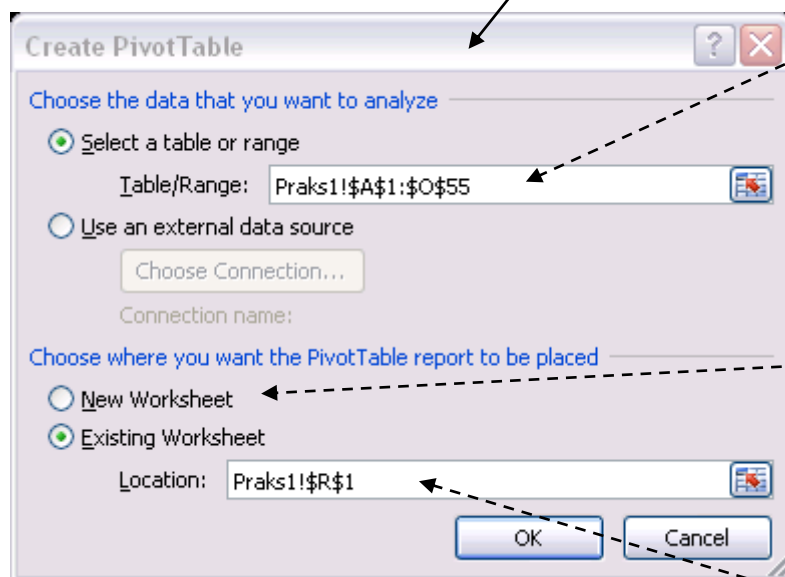 Create PivotTable
Choose the data that you want to analyze
Select a table or range
Table/Range: Praks1!$A$1:$O$55
Use an external data source
Choose Connection...
Connection name:
Choose where you want the PivotTable report to be placed
New Worksheet
Existing Worksheet
Location: Praks1!$R$1
OK Cancel